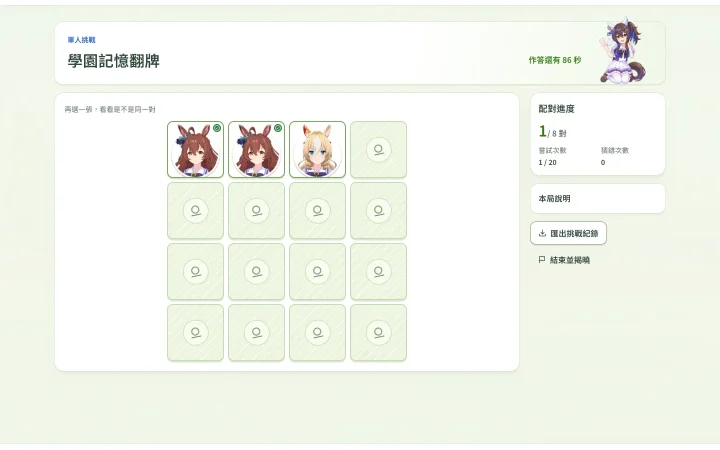 單人挑戰
學園記憶翻牌
作答還有 86 秒
再選一張，看看是不是同一對
配對進度
1/ 8 對
嘗試次數 猜錯次數
1 / 20 0
本局說明
匯出挑戰紀錄
結束並揭曉